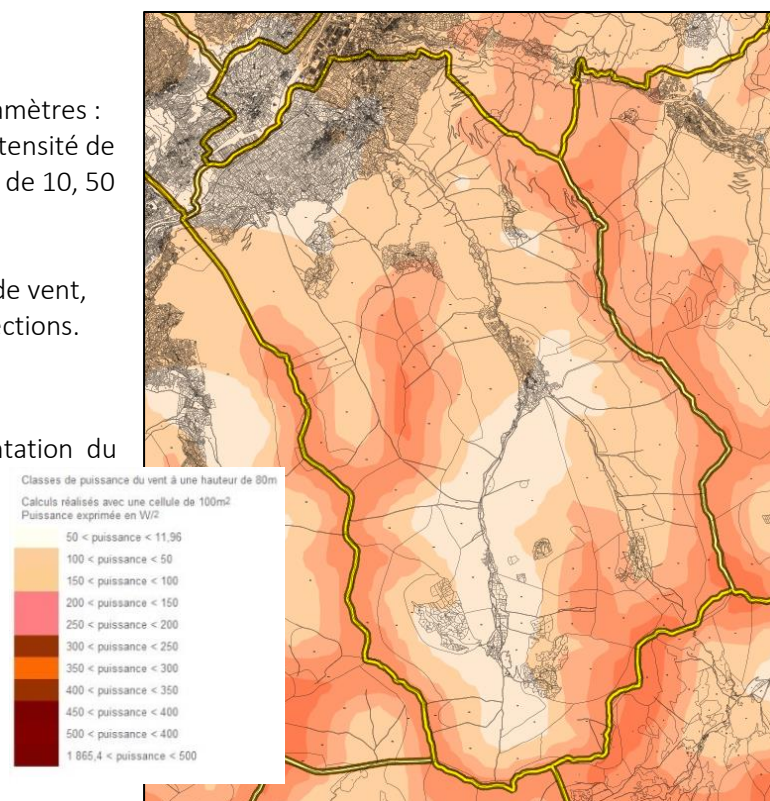 amètres :
tensité de
de 10, 50
de vent,
ections.
ntation du
Classes de puissance du vent à une hauteur de 80m
Calculs réalisés avec une cellule de 100m²
Puissance exprimée en W/²
50 < puissance < 11,96
100 < puissance < 50
150 < puissance < 100
200 < puissance < 150
250 < puissance < 200
300 < puissance < 250
350 < puissance < 300
400 < puissance < 350
450 < puissance < 400
500 < puissance < 400
1 865,4 < puissance < 500